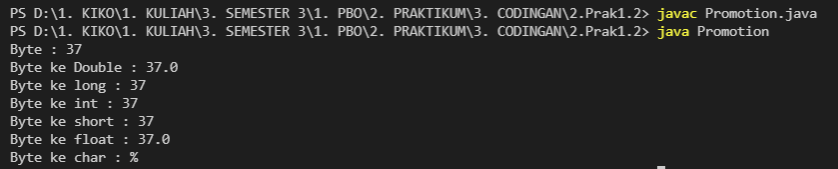 PS D:\1. KIKO\1. KULIAH\3. SEMESTER 3\1. PBO\2. PRAKTIKUM\3. CODINGAN\2.Prak1.2> javac Promotion.java
PS D:\1. KIKO\1. KULIAH\3. SEMESTER 3\1. PBO\2. PRAKTIKUM\3. CODINGAN\2.Prak1.2> java Promotion
Byte : 37
Byte ke Double : 37.0
Byte ke long : 37
Byte ke int : 37
Byte ke short : 37
Byte ke float : 37.0
Byte ke char : %